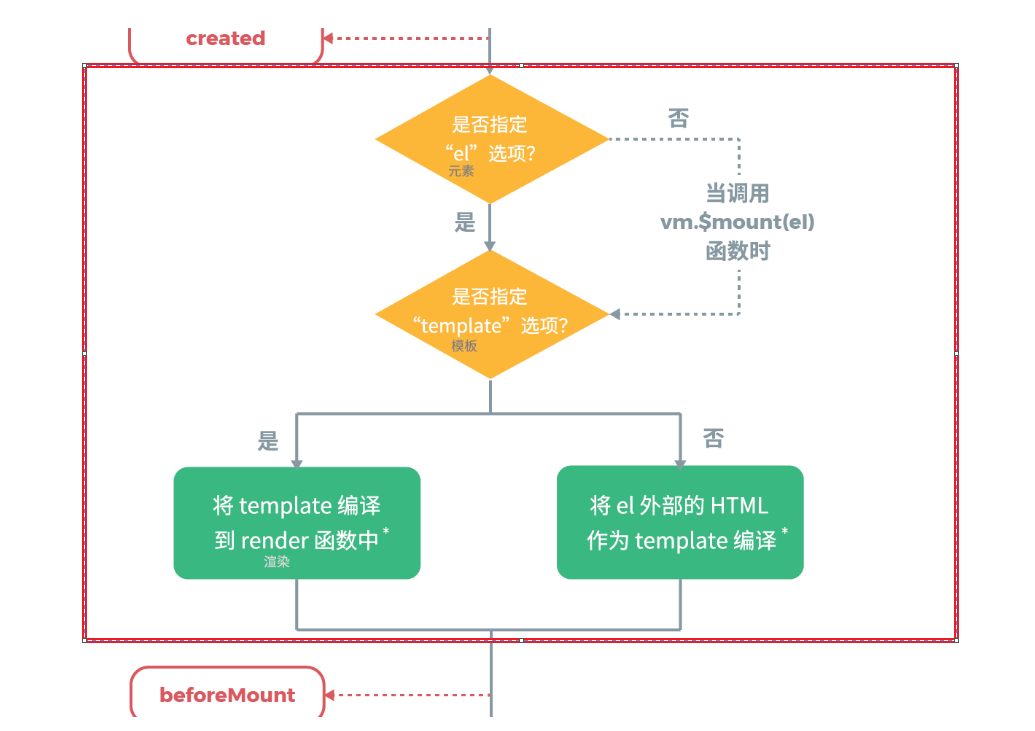 created
是否指定
“el”选项?
元素
否
是
当调用
vm.$mount(el)
函数时
是否指定
“template”选项?
模板
是
否
将 template 编译
到 render 函数中*
渲染
将 el 外部的 HTML
作为 template 编译*
beforeMount